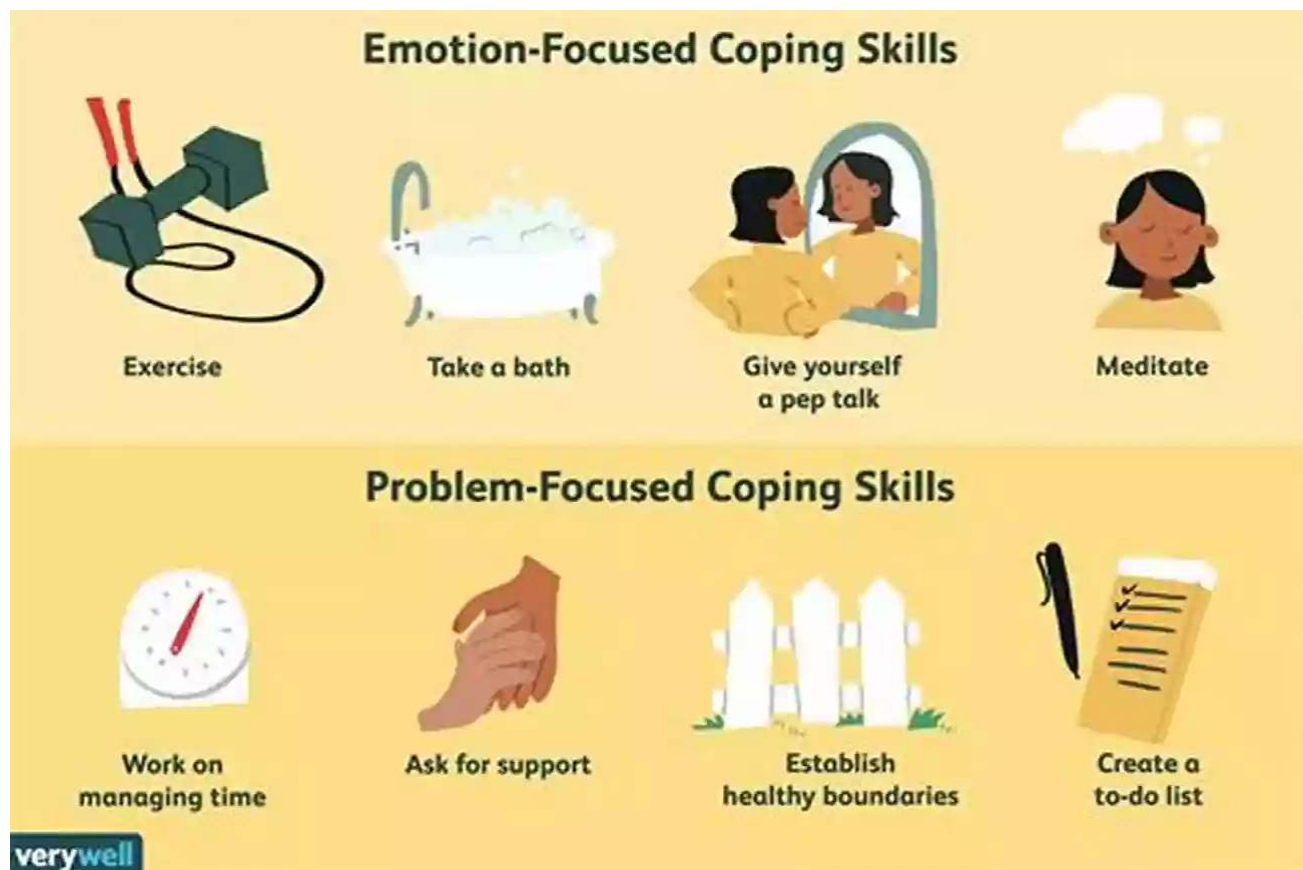 Emotion-Focused Coping Skills
Exercise
Take a bath
Give yourself
a pep talk
Meditate
Problem-Focused Coping Skills
Work on
managing time
Ask for support
Establish
healthy boundaries
Create a
to-do list
verywell